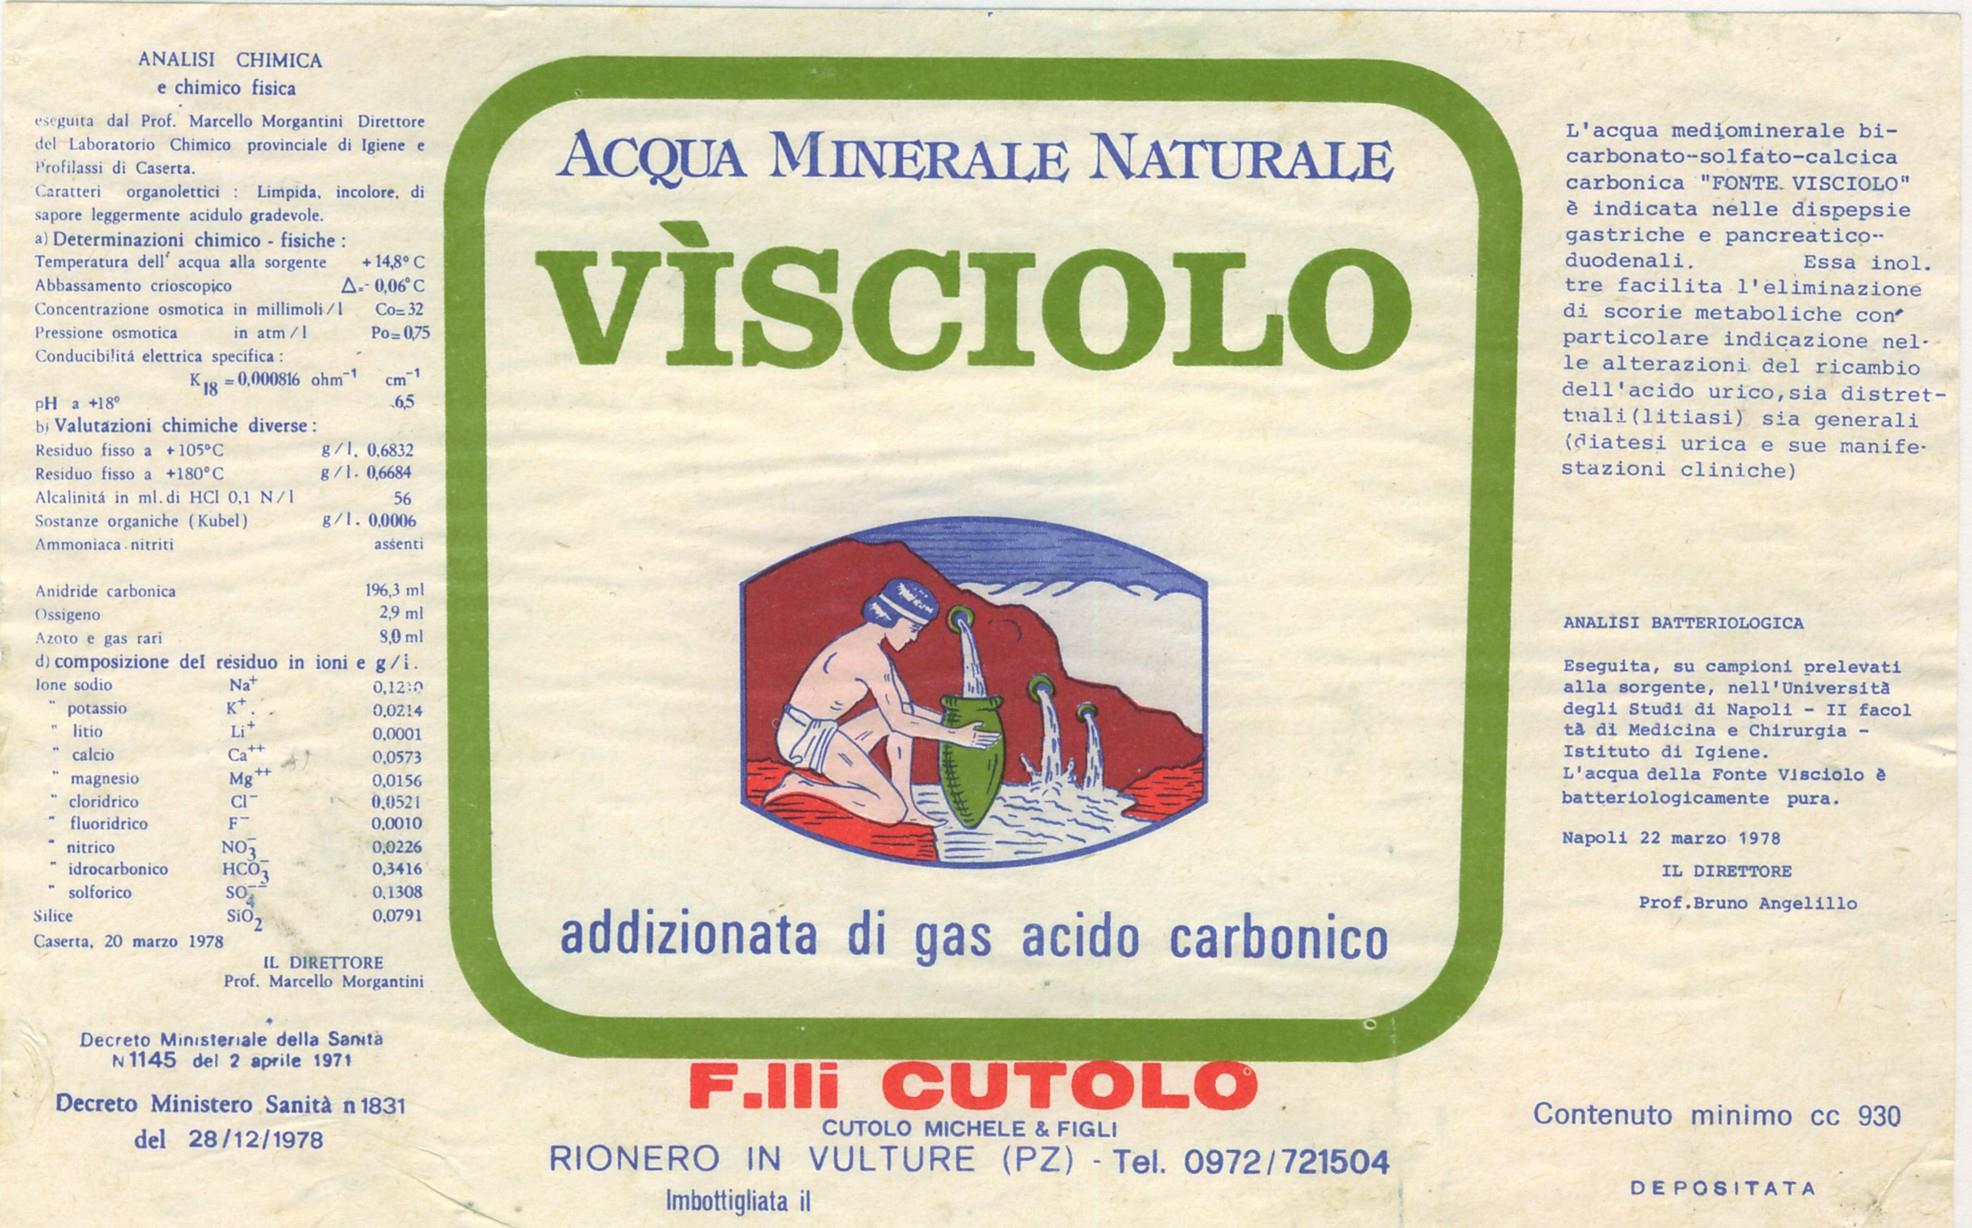 ANALISI CHIMICA
e chimico fisica
eseguita dal Prof. Marcello Morgantini Direttore
del Laboratorio Chimico provinciale di Igiene e
Profilassi di Caserta.
Caratteri organolettici : Limpida, incolore, di
sapore leggermente acidulo gradevole.
a) Determinazioni chimico - fisiche :
Temperatura dell' acqua alla sorgente +14,8° C
Abbassamento crioscopico Δ=- 0,06°C
Concentrazione osmotica in millimoli/l Co=32
Pressione osmotica in atm/l Po=0,75
Conducibilitá elettrica specifica :
K18 =0,000816 ohm⁻¹ cm⁻¹
pH a +18° 6,5
b) Valutazioni chimiche diverse :
Residuo fisso a +105°C g/l. 0,6832
Residuo fisso a +180°C g/l. 0,6684
Alcalinitá in ml.di HCl 0,1 N/l 56
Sostanze organiche (Kubel) g/l. 0,0006
Ammoniaca-nitriti assenti
Anidride carbonica 196,3 ml
Ossigeno 2,9 ml
Azoto e gas rari 8,0 ml
d) composizione del residuo in ioni e g/l.
Ione sodio Na+
" potassio K+ 0,0214
" litio Li+ 0,0001
" calcio Ca++ 0,0573
" magnesio Mg++ 0,0156
" cloridrico Cl⁻ 0,0521
" fluoridrico F⁻ 0,0010
" nitrico NO3⁻ 0,0226
" idrocarbonico HCO3⁻ 0,3416
" solforico SO4⁻⁻ 0,1308
Silice SiO2 0,0791
Caserta, 20 marzo 1978
IL DIRETTORE
Prof. Marcello Morgantini
Decreto Ministeriale della Sanità
N 1145 del 2 aprile 1971
Decreto Ministero Sanità n 1831
del 28/12/1978
ACQUA MINERALE NATURALE
VÌSCIOLO
addizionata di gas acido carbonico
F.lli CUTOLO
CUTOLO MICHELE & FIGLI
RIONERO IN VULTURE (PZ) - Tel. 0972/721504
Imbottigliata il
L'acqua mediominerale bi-
carbonato-solfato-calcica
carbonica "FONTE VISCIOLO"
è indicata nelle dispepsie
gastriche e pancreatico-
duodenali. Essa inol.
tre facilita l'eliminazione
di scorie metaboliche con
particolare indicazione nel-
le alterazioni del ricambio
dell'acido urico,sia distret-
tuali(litiasi) sia generali
(diatesi urica e sue manife-
stazioni cliniche)
ANALISI BATTERIOLOGICA
Eseguita, su campioni prelevati
alla sorgente, nell'Università
degli Studi di Napoli - II facol
tà di Medicina e Chirurgia -
Istituto di Igiene.
L'acqua della Fonte Visciolo è
batteriologicamente pura.
Napoli 22 marzo 1978
IL DIRETTORE
Prof.Bruno Angelillo
Contenuto minimo cc 930
DEPOSITATA